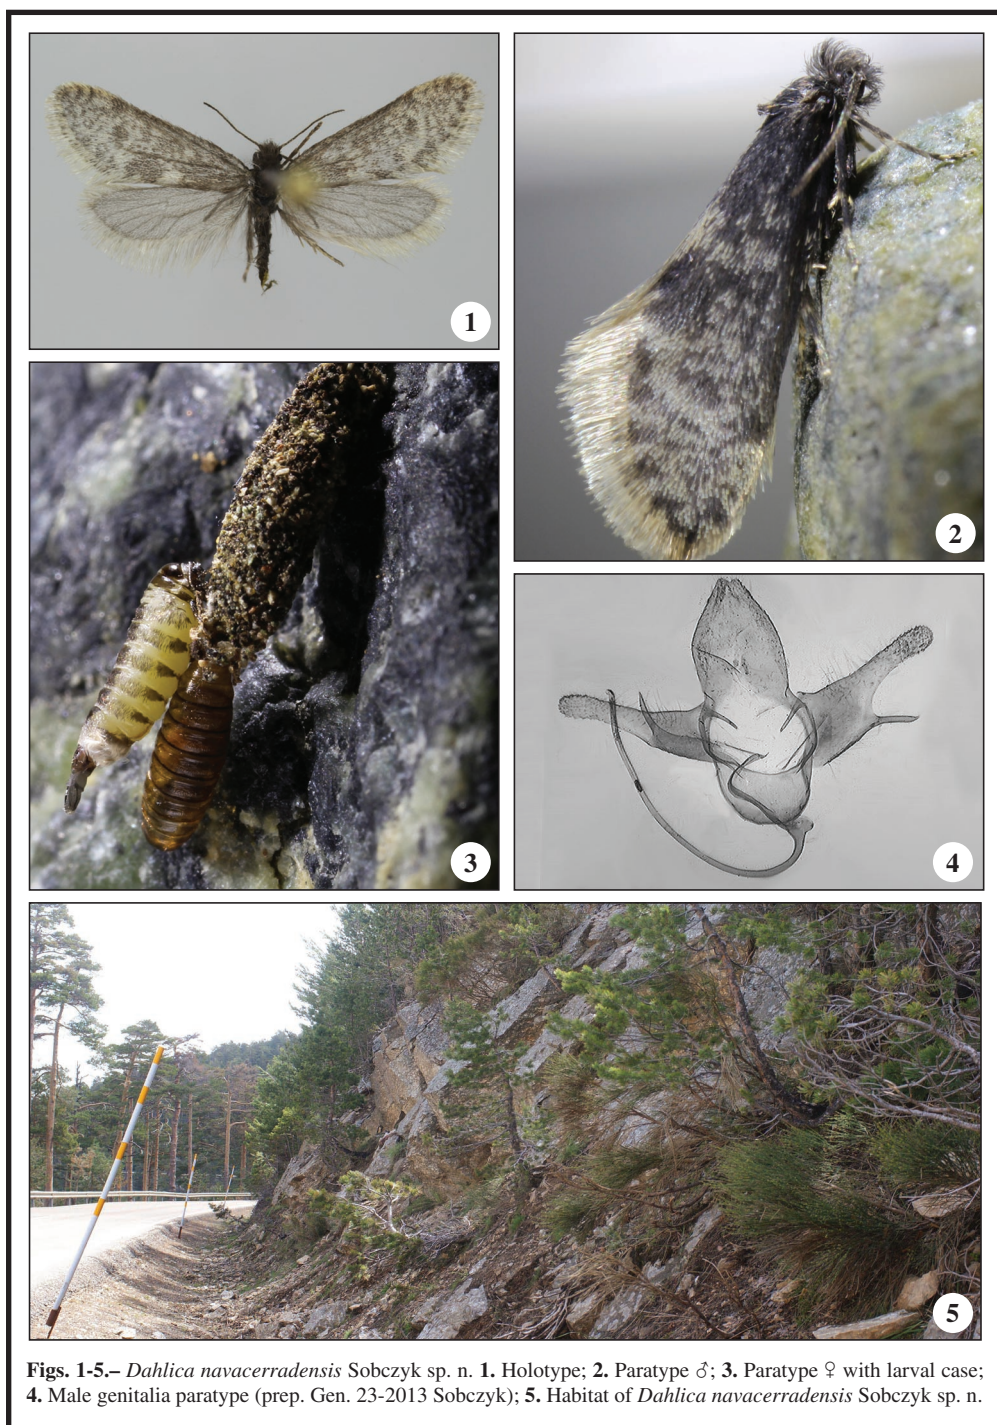 1
2
3
4
5
Figs. 1-5.– Dahlica navacerradensis Sobczyk sp. n. 1. Holotype; 2. Paratype ♂; 3. Paratype ♀ with larval case;
4. Male genitalia paratype (prep. Gen. 23-2013 Sobczyk); 5. Habitat of Dahlica navacerradensis Sobczyk sp. n.